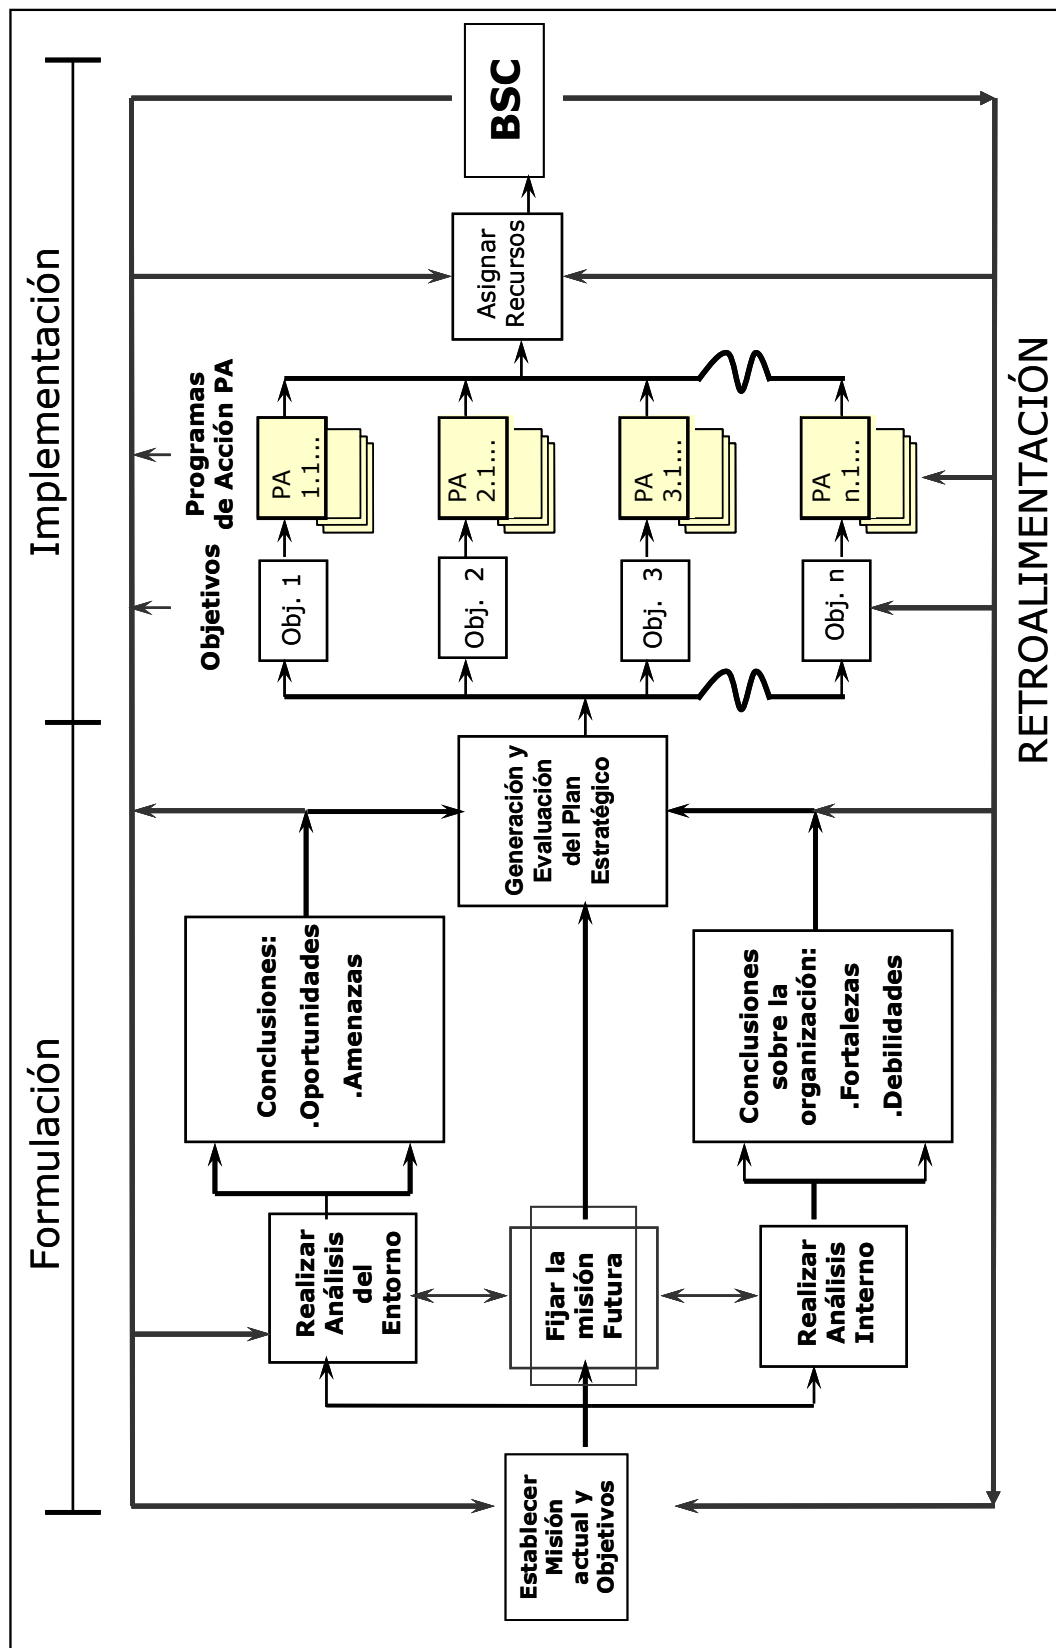 Formulación
Implementación
Establecer
Misión
actual y
Objetivos
Realizar
Análisis
del
Entorno
Fijar la
misión
Futura
Realizar
Análisis
Interno
Conclusiones:
.Oportunidades
.Amenazas
Conclusiones
sobre la
organización:
.Fortalezas
.Debilidades
Generación y
Evaluación
del Plan
Estratégico
Objetivos
Obj. 1
Obj. 2
Obj. 3
Obj. n
Programas
de Acción PA
PA
1.1...
PA
2.1...
PA
3.1...
PA
n.1...
Asignar
Recursos
BSC
RETROALIMENTACIÓN